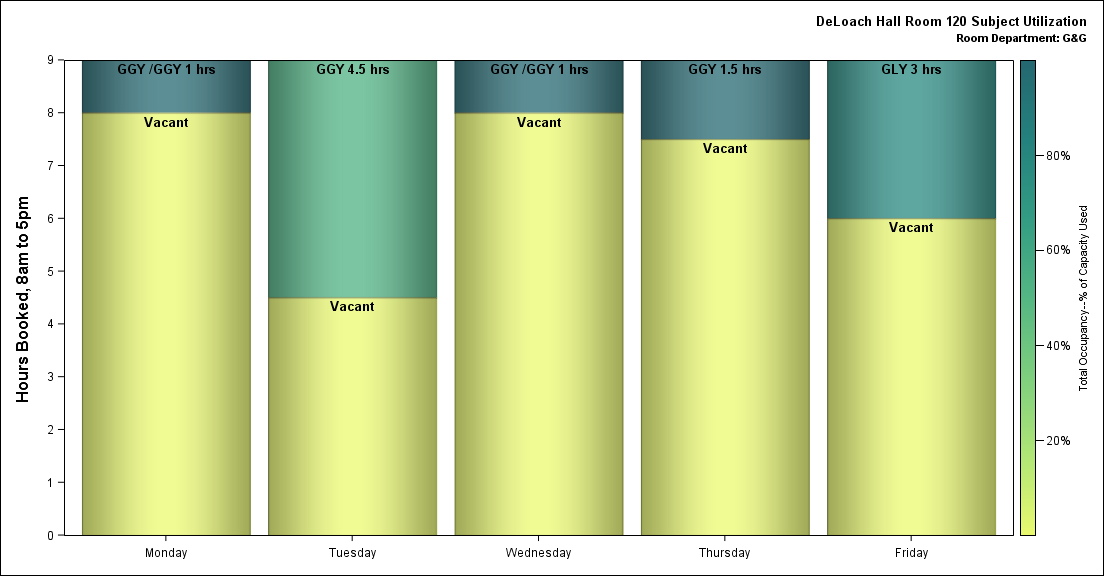 DeLoach Hall Room 120 Subject Utilization
Room Department: G&G
Hours Booked, 8am to 5pm
9
8
7
6
5
4
3
2
1
0
GGY /GGY 1 hrs
Vacant
GGY 4.5 hrs
Vacant
GGY /GGY 1 hrs
Vacant
GGY 1.5 hrs
Vacant
GLY 3 hrs
Vacant
Monday
Tuesday
Wednesday
Thursday
Friday
80%
60%
40%
20%
Total Occupancy--% of Capacity Used